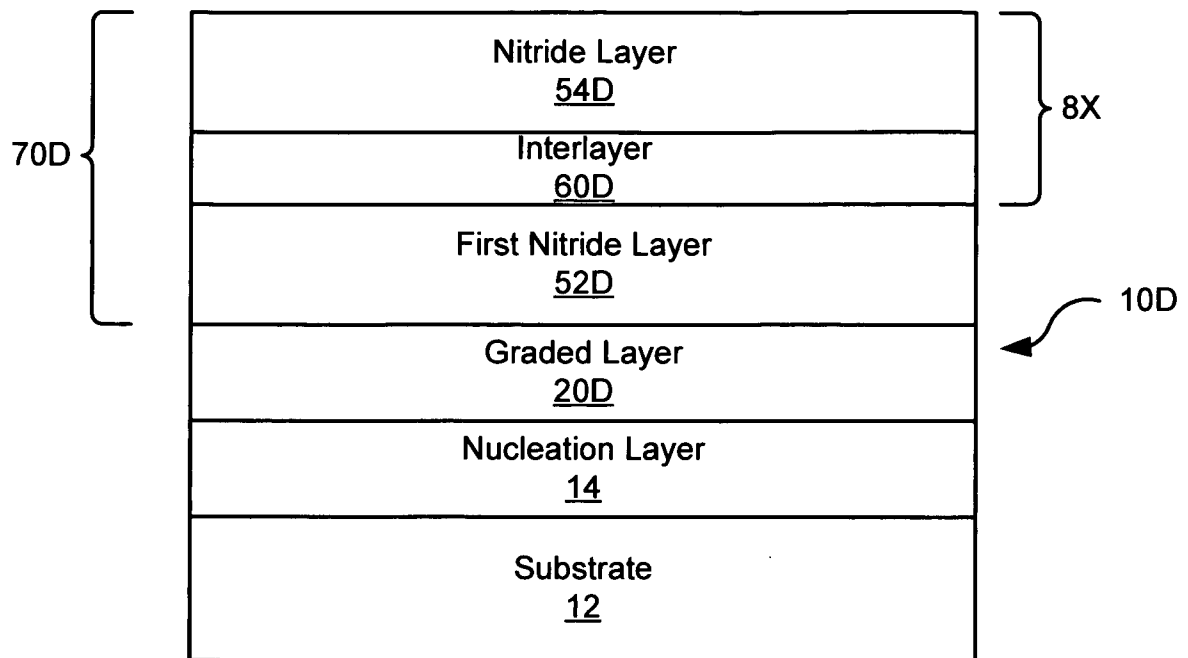 Nitride Layer
54D
8X
70D
Interlayer
60D
First Nitride Layer
52D
10D
Graded Layer
20D
Nucleation Layer
14
Substrate
12